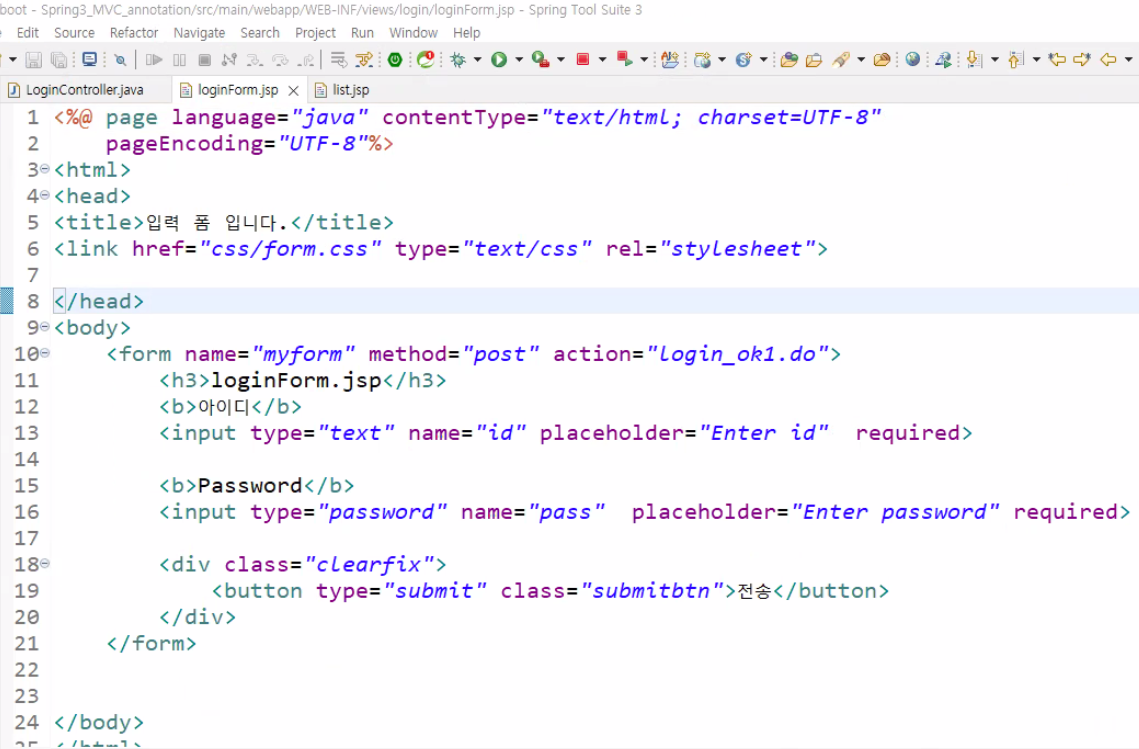 boot - Spring3_MVC_annotation/src/main/webapp/WEB-INF/views/login/loginForm.jsp - Spring Tool Suite 3
Edit Source Refactor Navigate Search Project Run Window Help
LoginController.java loginForm.jsp list.jsp
1 <%@ page language="java" contentType="text/html; charset=UTF-8"
2 pageEncoding="UTF-8"%>
3 <html>
4 <head>
5 <title>입력 폼 입니다.</title>
6 <link href="css/form.css" type="text/css" rel="stylesheet">
7
8 </head>
9 <body>
10 <form name="myform" method="post" action="login_ok1.do">
11 <h3>loginForm.jsp</h3>
12 <b>아이디</b>
13 <input type="text" name="id" placeholder="Enter id"  required>
14
15 <b>Password</b>
16 <input type="password" name="pass"  placeholder="Enter password" required>
17
18 <div class="clearfix">
19 <button type="submit" class="submitbtn">전송</button>
20 </div>
21 </form>
22
23
24 </body>
25 </html>